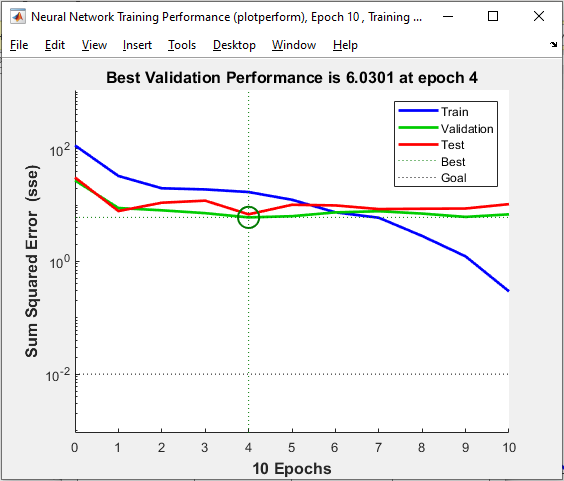 Neural Network Training Performance (plotperform), Epoch 10 , Training ...
File Edit View Insert Tools Desktop Window Help
Best Validation Performance is 6.0301 at epoch 4
Train
Validation
Test
Best
Goal
Sum Squared Error (sse)
10^2
10^0
10^-2
0 1 2 3 4 5 6 7 8 9 10
10 Epochs